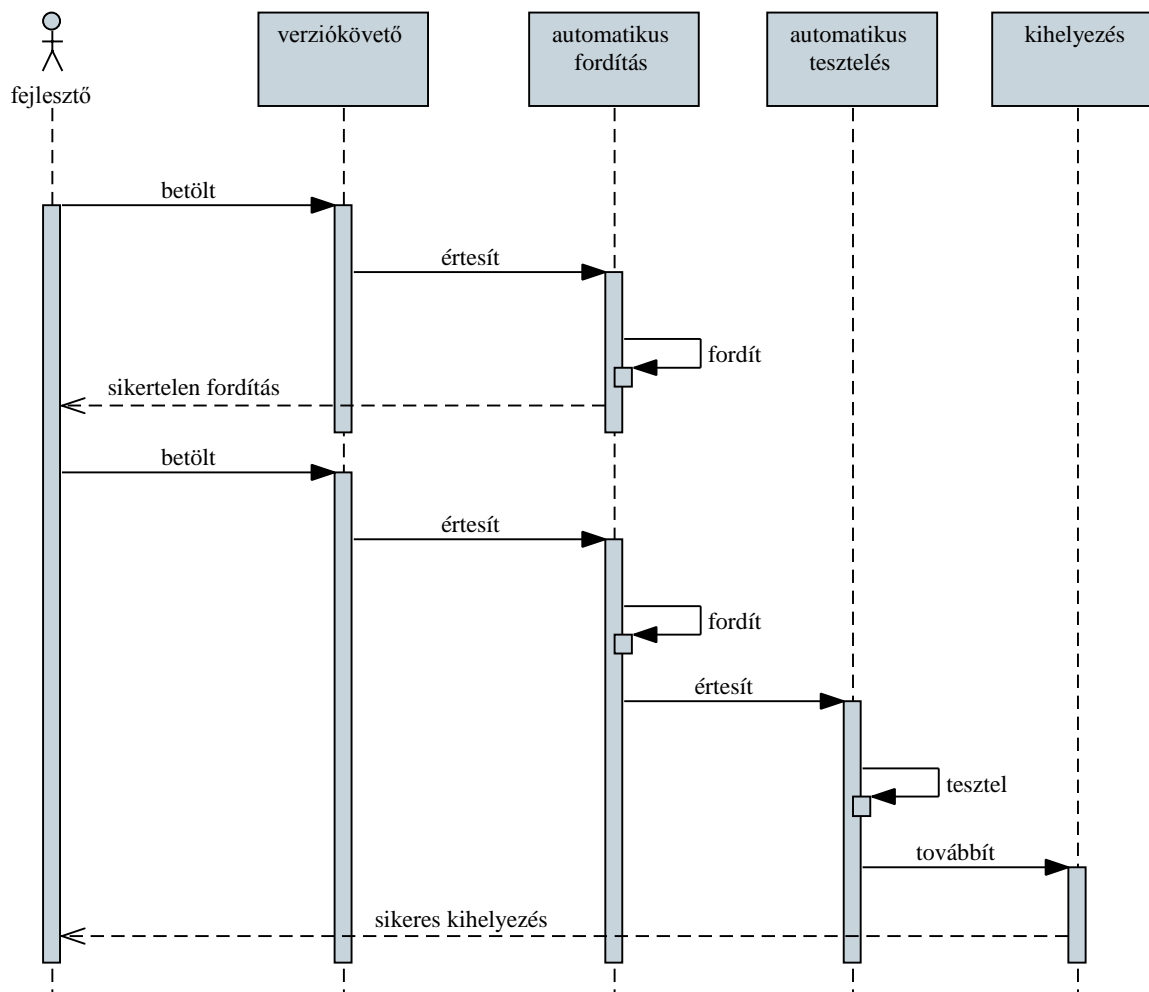 verziókövető
automatikus
fordítás
automatikus
tesztelés
kihelyezés
fejlesztő
betölt
értesít
fordít
sikertelen fordítás
betölt
értesít
fordít
értesít
tesztel
továbbít
sikeres kihelyezés